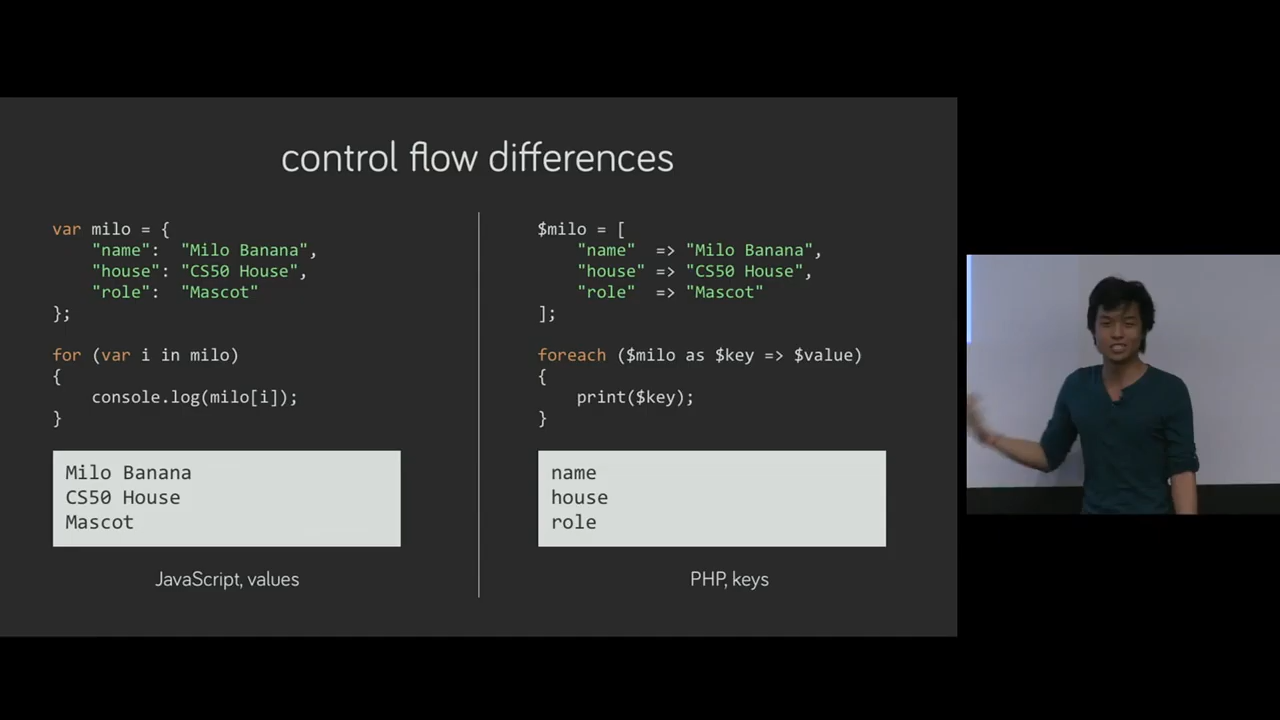 control flow differences
var milo = {
    "name":  "Milo Banana",
    "house": "CS50 House",
    "role":  "Mascot"
};
for (var i in milo)
{
    console.log(milo[i]);
}
Milo Banana
CS50 House
Mascot
JavaScript, values
$milo = [
    "name"  => "Milo Banana",
    "house" => "CS50 House",
    "role"  => "Mascot"
];
foreach ($milo as $key => $value)
{
    print($key);
}
name
house
role
PHP, keys